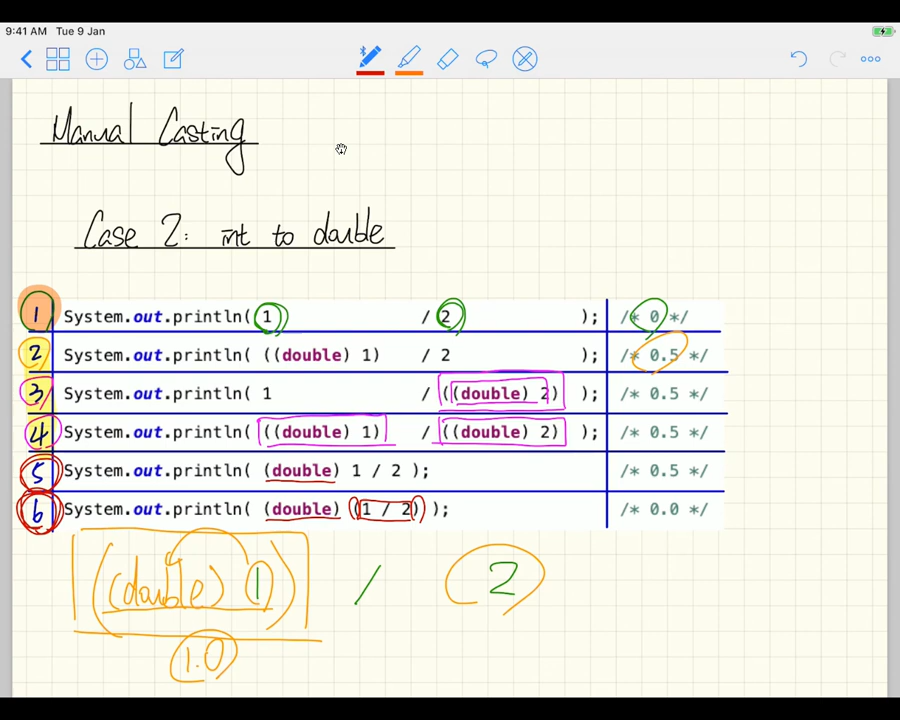 9:41 AM Tue 9 Jan
Manual Casting
Case 2: int to double
1 System.out.println( 1 / 2 ); /* 0 */
2 System.out.println( ((double) 1) / 2 ); /* 0.5 */
3 System.out.println( 1 / ((double) 2) ); /* 0.5 */
4 System.out.println( ((double) 1) / ((double) 2) ); /* 0.5 */
5 System.out.println( (double) 1 / 2 ); /* 0.5 */
6 System.out.println( (double) (1 / 2) ); /* 0.0 */
((double) 1) / 2
1.0